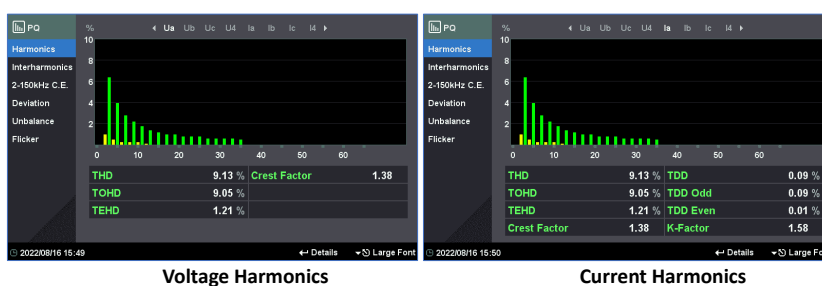 PQ
% Ua Ub Uc U4 Ia Ib Ic I4
Harmonics
Interharmonics
2-150kHz C.E.
Deviation
Unbalance
Flicker
10
8
6
4
2
0 10 20 30 40 50 60
THD 9.13 % Crest Factor 1.38
TOHD 9.05 %
TEHD 1.21 %
2022/08/16 15:49 Details Large Font
Voltage Harmonics
PQ
% Ua Ub Uc U4 Ia Ib Ic I4
Harmonics
Interharmonics
2-150kHz C.E.
Deviation
Unbalance
Flicker
10
8
6
4
2
0 10 20 30 40 50 60
THD 9.13 % TDD 0.09 %
TOHD 9.05 % TDD Odd 0.09 %
TEHD 1.21 % TDD Even 0.01 %
Crest Factor 1.38 K-Factor 1.58
2022/08/16 15:50 Details Large Fo
Current Harmonics